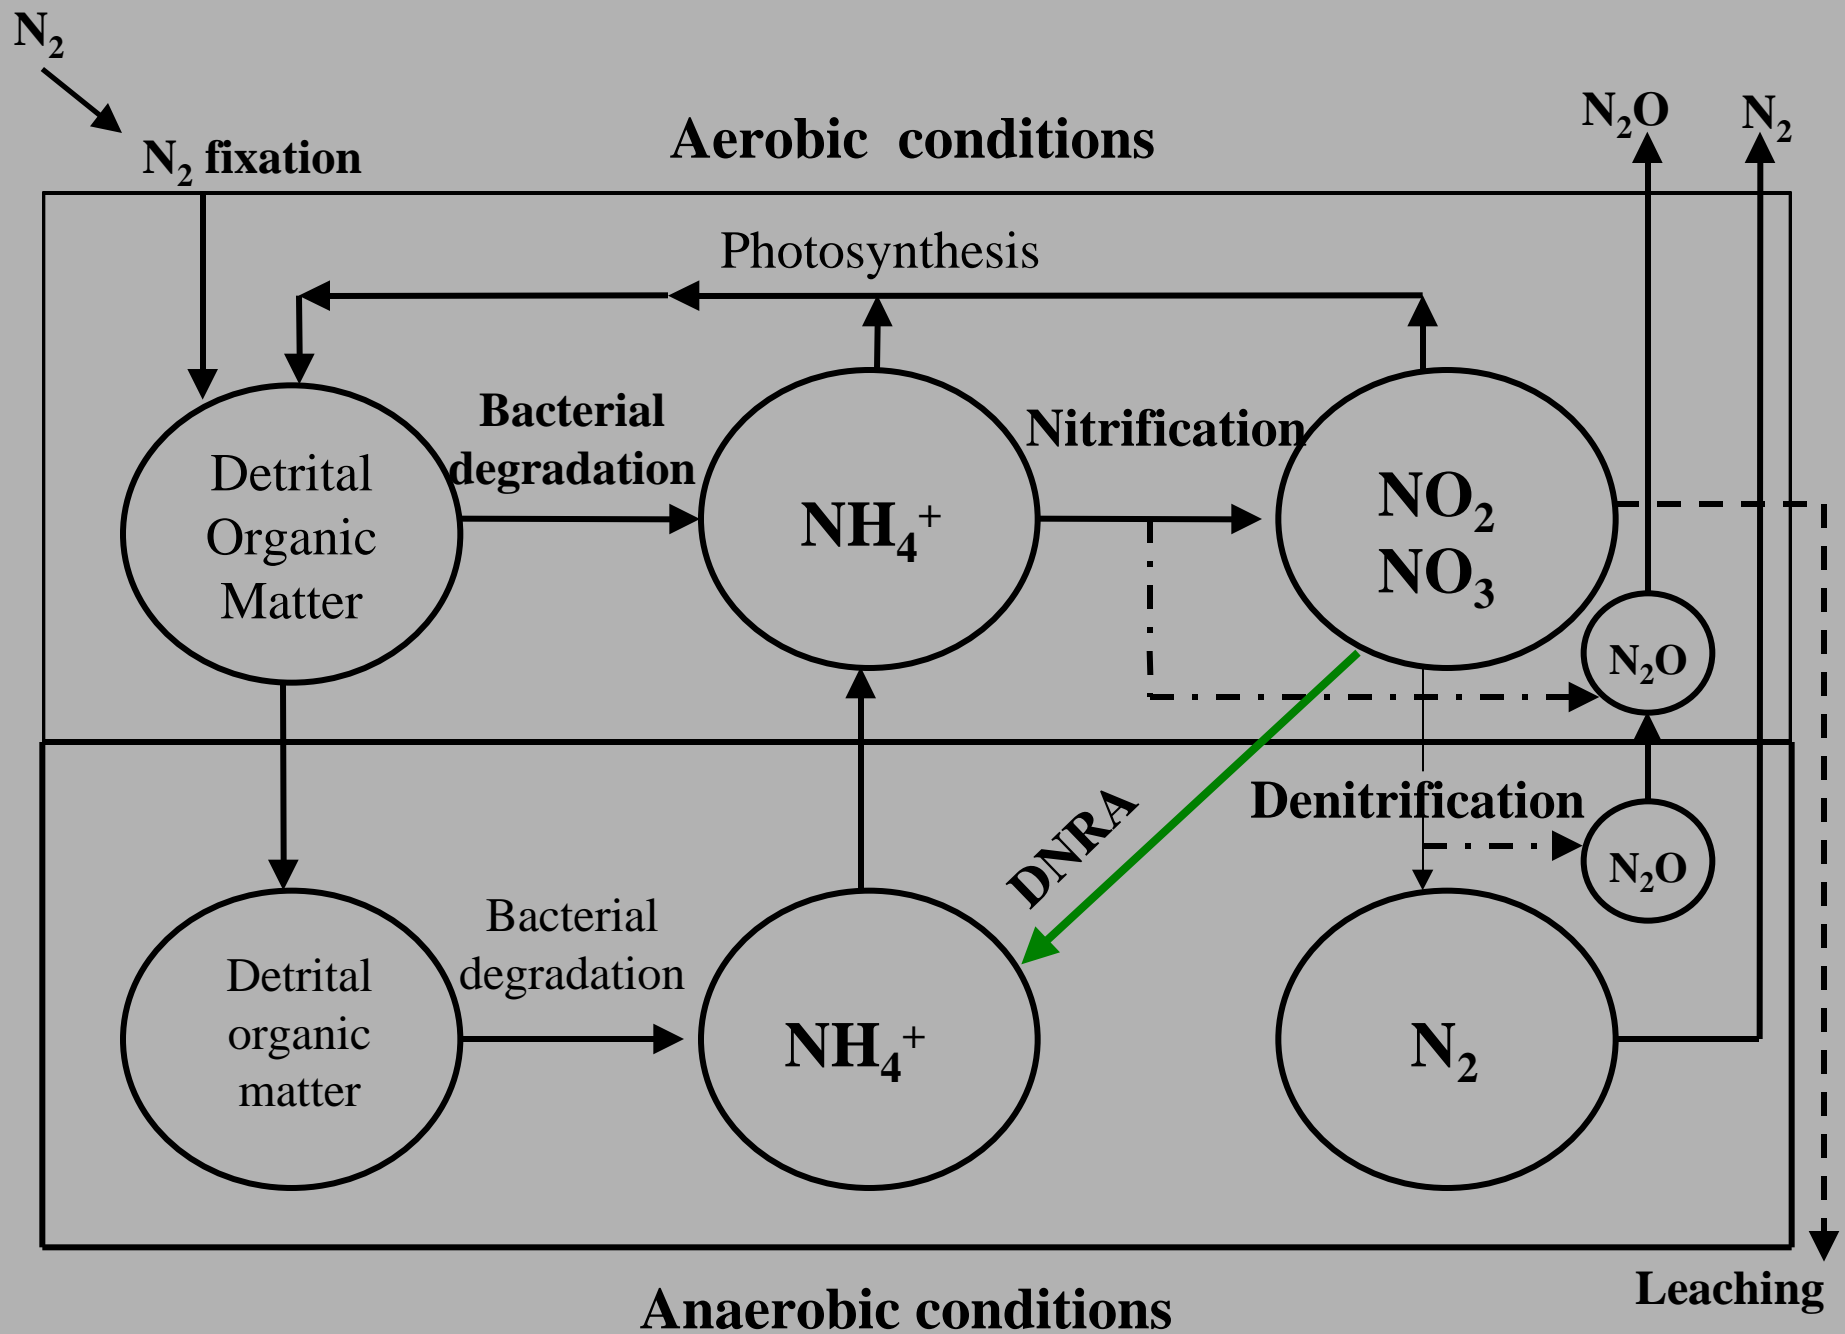 N₂
N₂ fixation
Aerobic conditions
N₂O
N₂
Photosynthesis
Bacterial
degradation
Nitrification
Detrital
Organic
Matter
NH₄⁺
NO₂
NO₃
N₂O
DNRA
Denitrification
N₂O
Bacterial
degradation
Detrital
organic
matter
NH₄⁺
N₂
Leaching
Anaerobic conditions